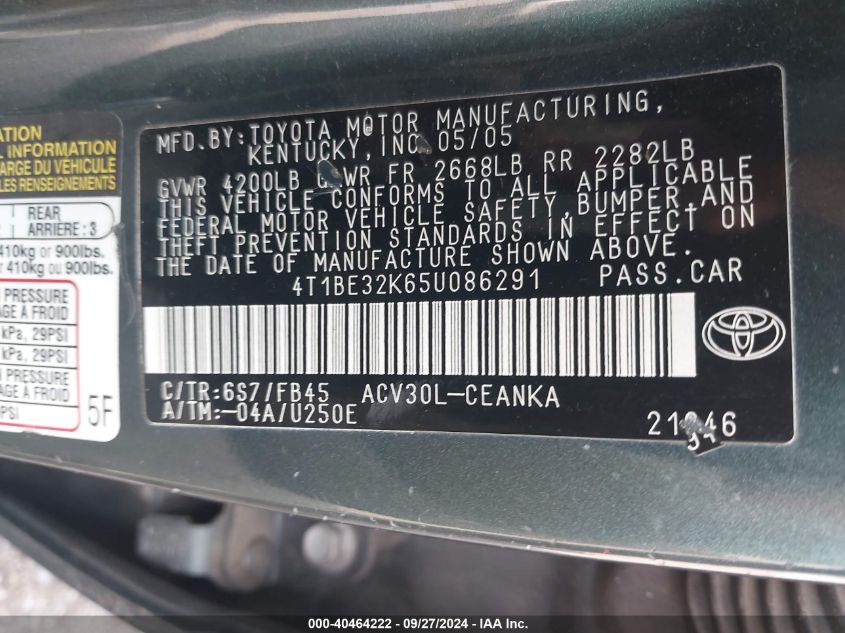 ATION
L INFORMATION
ARGE DU VÉHICULE
LES RENSEIGNEMENTS
REAR
ARRIERE : 3
410kg or 900lbs.
410kg ou 900lbs.
PRESSURE
AGE A FROID
kPa, 29PSI
kPa, 29PSI
PRESSURE
AGE A FROID
PSI
5F
MFD.BY:TOYOTA MOTOR MANUFACTURING,
KENTUCKY,INC 05/05
GVWR 4200LB WR FR 2668LB RR 2282LB
THIS VEHICLE CONFORMS TO ALL APPLICABLE
FEDERAL MOTOR VEHICLE SAFETY,BUMPER,AND
THEFT PREVENTION STANDARDS IN EFFECT ON
THE DATE OF MANUFACTURE SHOWN ABOVE.
4T1BE32K65U086291 PASS.CAR
C/TR:6S7/FB45 ACV30L-CEANKA
A/TM:-04A/U250E
000-40464222 - 09/27/2024 - IAA Inc.